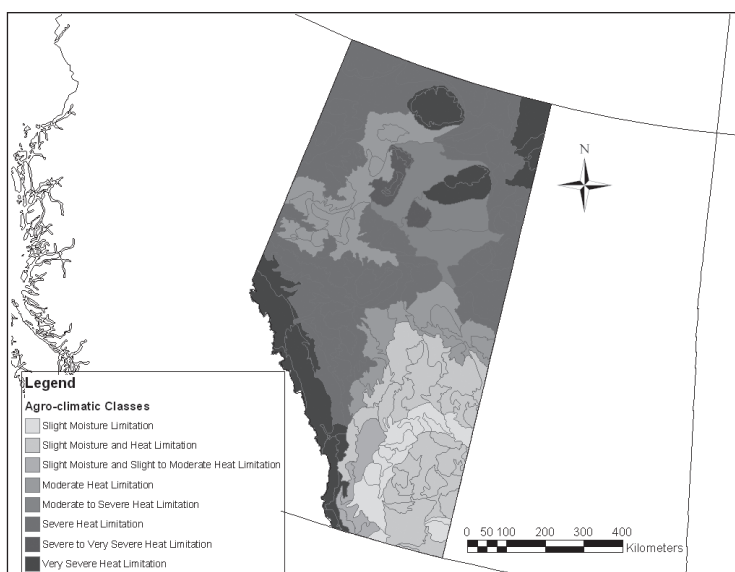 N
Legend
Agro-climatic Classes
Slight Moisture Limitation
Slight Moisture and Heat Limitation
Slight Moisture and Slight to Moderate Heat Limitation
Moderate Heat Limitation
Moderate to Severe Heat Limitation
Severe Heat Limitation
Severe to Very Severe Heat Limitation
Very Severe Heat Limitation
0 50 100 200 300 400
Kilometers